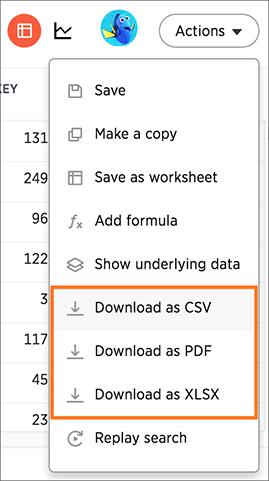 Actions
KEY
Save
131
Make a copy
249
Save as worksheet
96
Add formula
122
Show underlying data
3
Download as CSV
117
Download as PDF
45
Download as XLSX
23
Replay search